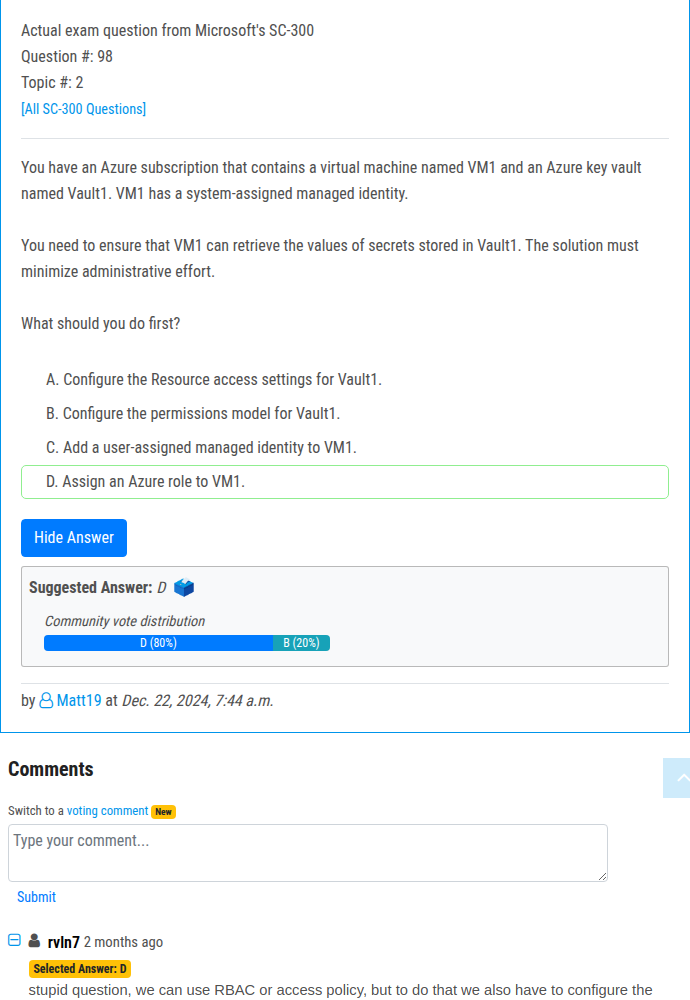 Actual exam question from Microsoft's SC-300
Question #: 98
Topic #: 2
[All SC-300 Questions]
You have an Azure subscription that contains a virtual machine named VM1 and an Azure key vault
named Vault1. VM1 has a system-assigned managed identity.
You need to ensure that VM1 can retrieve the values of secrets stored in Vault1. The solution must
minimize administrative effort.
What should you do first?
A. Configure the Resource access settings for Vault1.
B. Configure the permissions model for Vault1.
C. Add a user-assigned managed identity to VM1.
D. Assign an Azure role to VM1.
Hide Answer
Suggested Answer: D
Community vote distribution
D (80%) B (20%)
by Matt19 at Dec. 22, 2024, 7:44 a.m.
Comments
Switch to a voting comment New
Type your comment...
Submit
rvln7 2 months ago
Selected Answer: D
stupid question, we can use RBAC or access policy, but to do that we also have to configure the